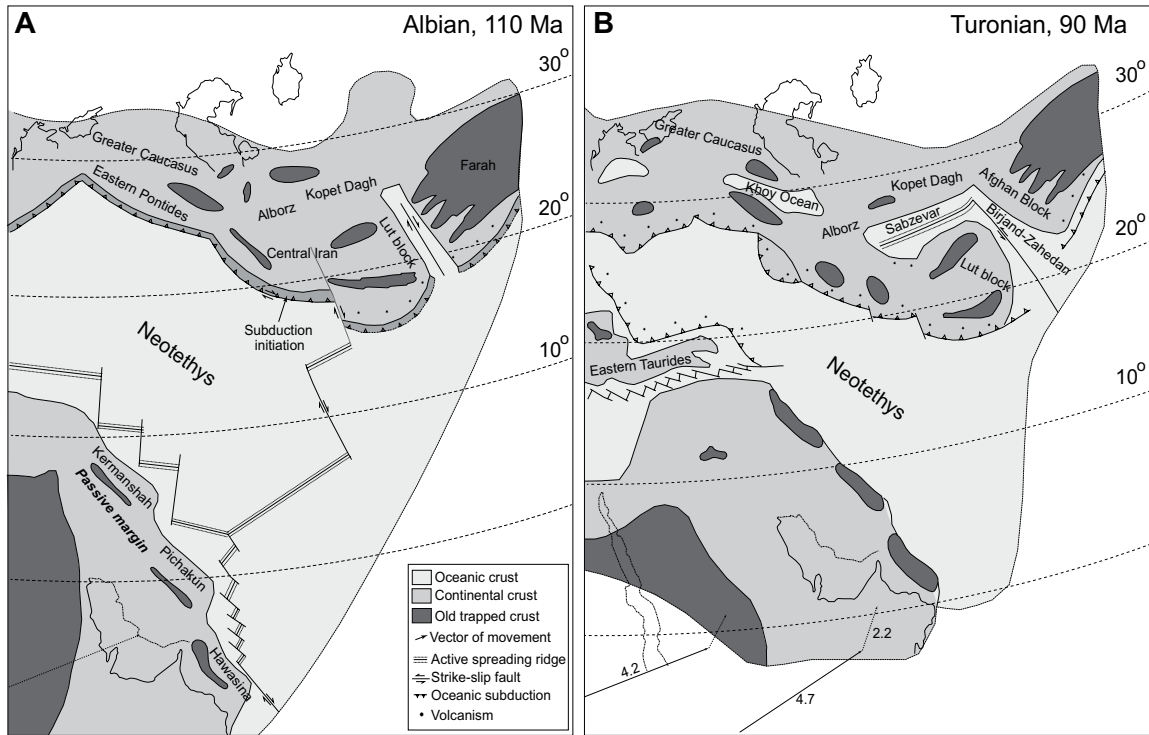 A
Albian, 110 Ma
30°
20°
10°
Greater Caucasus
Eastern Pontides
Alborz
Kopet Dagh
Farah
Central Iran
Lut block
Subduction
initiation
Neotethys
Kermanshah
Passive margin
Pichakun
Hawasina
Oceanic crust
Continental crust
Old trapped crust
Vector of movement
Active spreading ridge
Strike-slip fault
Oceanic subduction
Volcanism
B
Turonian, 90 Ma
30°
20°
10°
Greater Caucasus
Khoy Ocean
Kopet Dagh
Afghan Block
Alborz
Sabzevar
Birjand-Zahedan
Lut block
Eastern Taurides
Neotethys
4.2
4.7
2.2